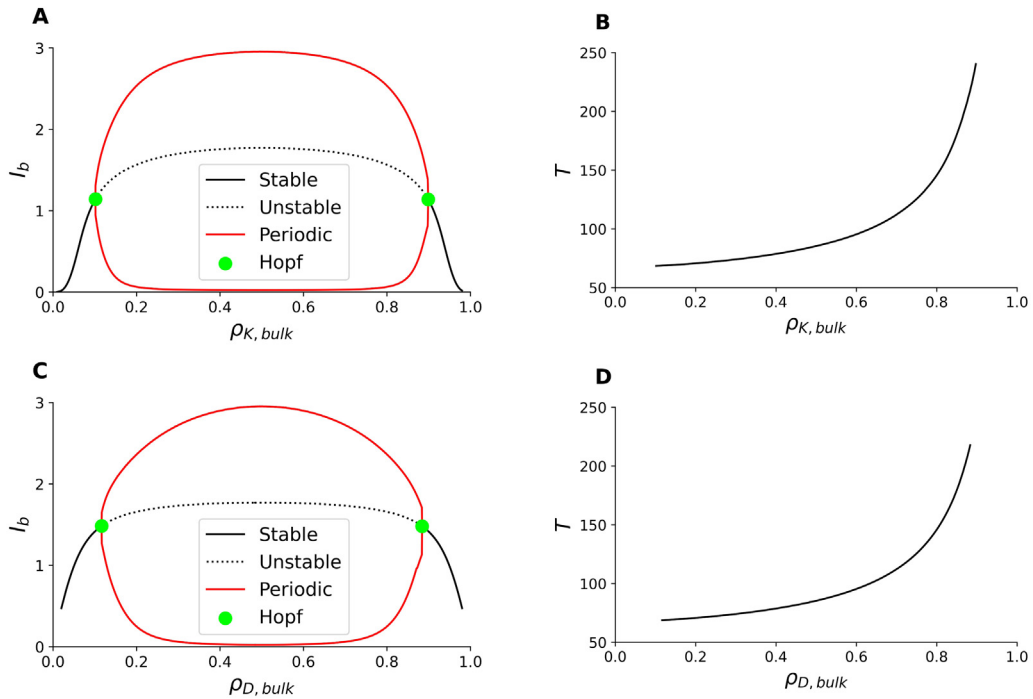 A
3
2
1
0
I_b
0.0 0.2 0.4 0.6 0.8 1.0
ρ_K, bulk
Stable
Unstable
Periodic
Hopf
B
250
200
150
100
50
T
0.0 0.2 0.4 0.6 0.8 1.0
ρ_K, bulk
C
3
2
1
0
I_b
0.0 0.2 0.4 0.6 0.8 1.0
ρ_D, bulk
Stable
Unstable
Periodic
Hopf
D
250
200
150
100
50
T
0.0 0.2 0.4 0.6 0.8 1.0
ρ_D, bulk